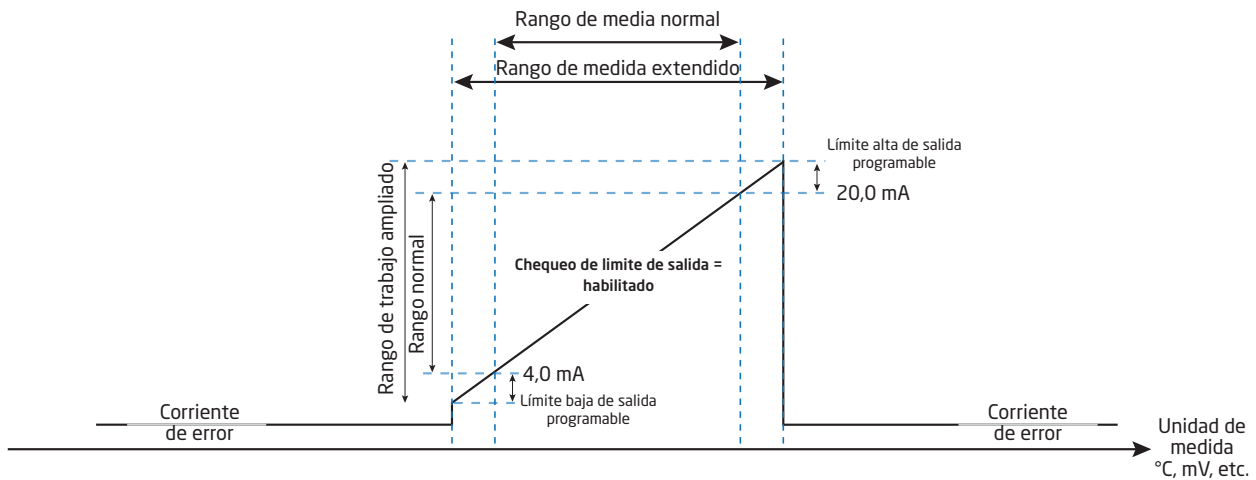 Rango de media normal
Rango de medida extendido
Límite alta de salida
programable
20,0 mA
Rango de trabajo ampliado
Rango normal
Chequeo de limite de salida =
habilitado
4,0 mA
Límite baja de salida
programable
Corriente
de error
Corriente
de error
Unidad de
medida
°C, mV, etc.